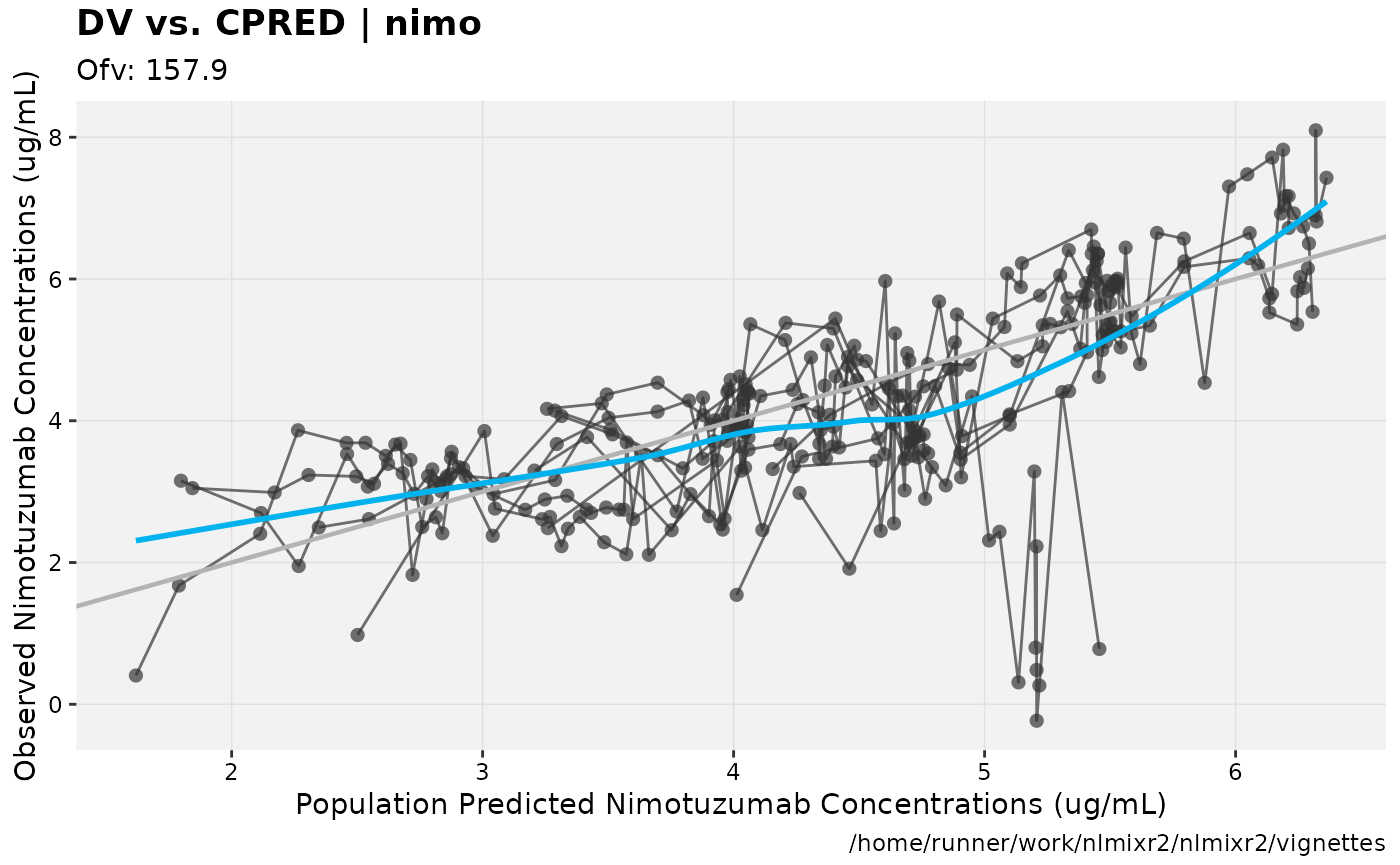 DV vs. CPRED | nimo
Ofv: 157.9
Observed Nimotuzumab Concentrations (ug/mL)
8
6
4
2
0
2 3 4 5 6
Population Predicted Nimotuzumab Concentrations (ug/mL)
/home/runner/work/nlmixr2/nlmixr2/vignettes